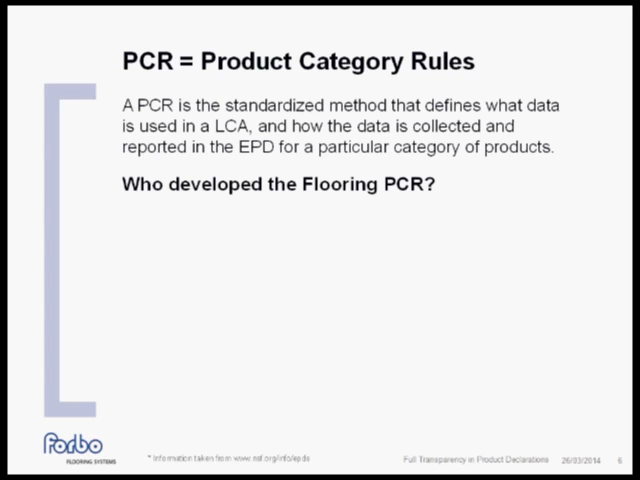 PCR = Product Category Rules
A PCR is the standardized method that defines what data
is used in a LCA, and how the data is collected and
reported in the EPD for a particular category of products.
Who developed the Flooring PCR?
Forbo
FLOORING SYSTEMS
* Information taken from www.nsf.org/info/epds
Full Transparency in Product Declarations 26/03/2014 6